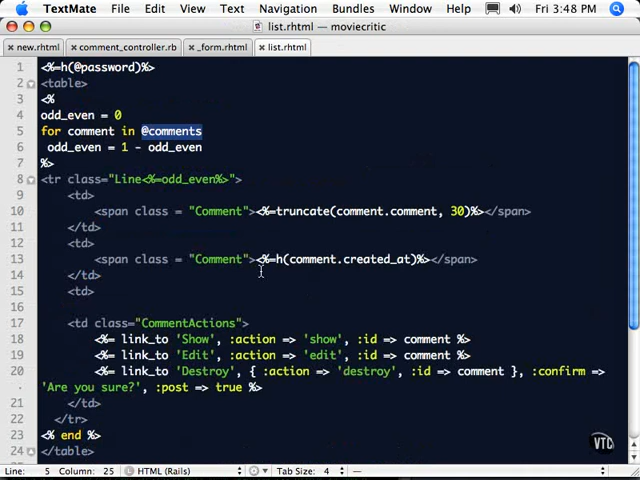 TextMate File Edit View Text Navigation Bundles Window Help Fri 3:48 PM
list.rhtml — moviecritic
new.rhtml comment_controller.rb _form.rhtml list.rhtml
1 <%=h(@password)%>
2 <table>
3 <%
4 odd_even = 0
5 for comment in @comments
6 odd_even = 1 - odd_even
7 %>
8 <tr class="Line<%=odd_even%>">
9 <td>
10 <span class = "Comment"><%=truncate(comment.comment, 30)%></span>
11 </td>
12 <td>
13 <span class = "Comment"><%=h(comment.created_at)%></span>
14 </td>
15 <td>
16
17 <td class="CommentActions">
18 <%= link_to 'Show', :action => 'show', :id => comment %>
19 <%= link_to 'Edit', :action => 'edit', :id => comment %>
20 <%= link_to 'Destroy', { :action => 'destroy', :id => comment }, :confirm =>
'Are you sure?', :post => true %>
21 </td>
22 </tr>
23 <% end %>
24 </table>
VTC
Line: 5 Column: 25 HTML (Rails) Tab Size: 4 —